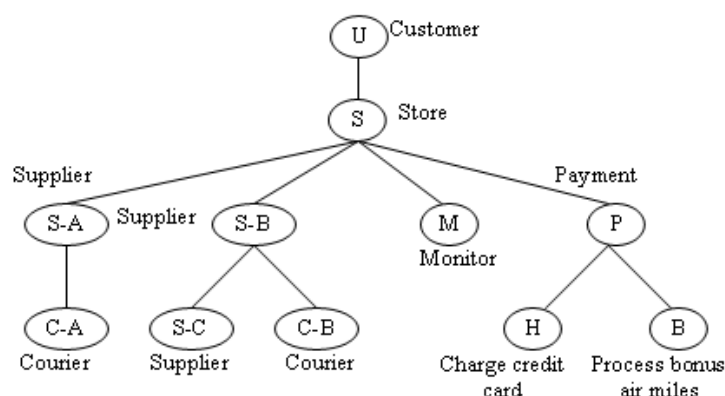 U Customer
S Store
Supplier Payment
S-A Supplier S-B M P
Monitor
C-A S-C C-B H B
Courier Supplier Courier Charge credit Process bonus
card air miles